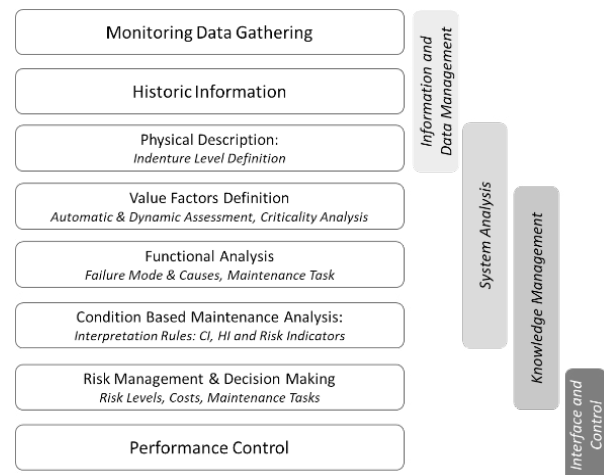 Monitoring Data Gathering
Historic Information
Physical Description:
Indenture Level Definition
Value Factors Definition
Automatic & Dynamic Assessment, Criticality Analysis
Functional Analysis
Failure Mode & Causes, Maintenance Task
Condition Based Maintenance Analysis:
Interpretation Rules: CI, HI and Risk Indicators
Risk Management & Decision Making
Risk Levels, Costs, Maintenance Tasks
Performance Control
Information and
Data Management
System Analysis
Knowledge Management
Interface and
Control